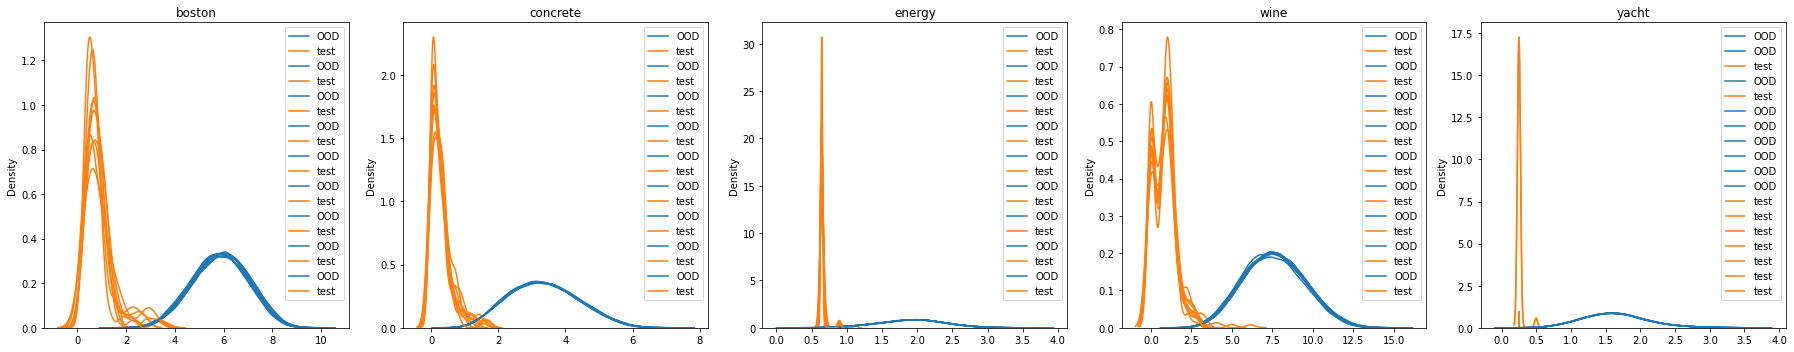 boston
Density
0.0
0.2
0.4
0.6
0.8
1.0
1.2
0
2
4
6
8
10
OOD
test
OOD
test
OOD
test
OOD
test
OOD
test
OOD
test
OOD
test
OOD
test
OOD
test
concrete
Density
0.0
0.5
1.0
1.5
2.0
0
2
4
6
8
OOD
test
OOD
test
OOD
test
OOD
test
OOD
test
OOD
test
OOD
test
OOD
test
OOD
test
energy
Density
0
5
10
15
20
25
30
0.0
0.5
1.0
1.5
2.0
2.5
3.0
3.5
4.0
OOD
test
OOD
test
OOD
test
OOD
test
OOD
test
OOD
test
OOD
test
OOD
test
OOD
test
wine
Density
0.0
0.1
0.2
0.3
0.4
0.5
0.6
0.7
0.8
0.0
2.5
5.0
7.5
10.0
12.5
15.0
OOD
test
OOD
test
OOD
test
OOD
test
OOD
test
OOD
test
OOD
test
OOD
test
OOD
test
yacht
Density
0.0
2.5
5.0
7.5
10.0
12.5
15.0
17.5
0.0
0.5
1.0
1.5
2.0
2.5
3.0
3.5
4.0
OOD
OOD
test
OOD
test
OOD
OOD
OOD
OOD
OOD
OOD
test
test
test
test
test
test
test